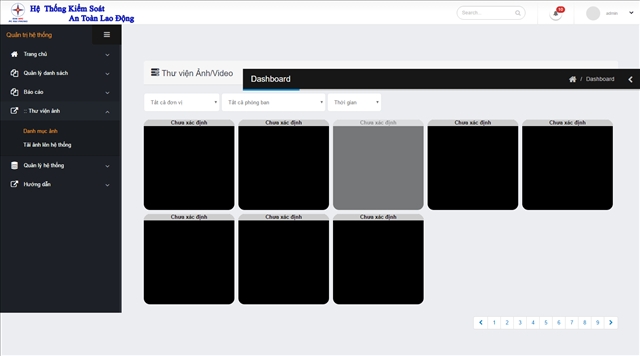 Hệ Thống Kiểm Soát
An Toàn Lao Động
Search...
admin
Quản trị hệ thống
Trang chủ
Quản lý danh sách
Báo cáo
:: Thư viện ảnh
Danh mục ảnh
Tải ảnh lên hệ thống
Quản lý hệ thống
Hướng dẫn
Thư viện Ảnh/Video
Dashboard
/ Dashboard
Tất cả đơn vị
Tất cả phòng ban
Thời gian
Chưa xác định
Chưa xác định
Chưa xác định
Chưa xác định
Chưa xác định
Chưa xác định
Chưa xác định
Chưa xác định
1 2 3 4 5 6 7 8 9